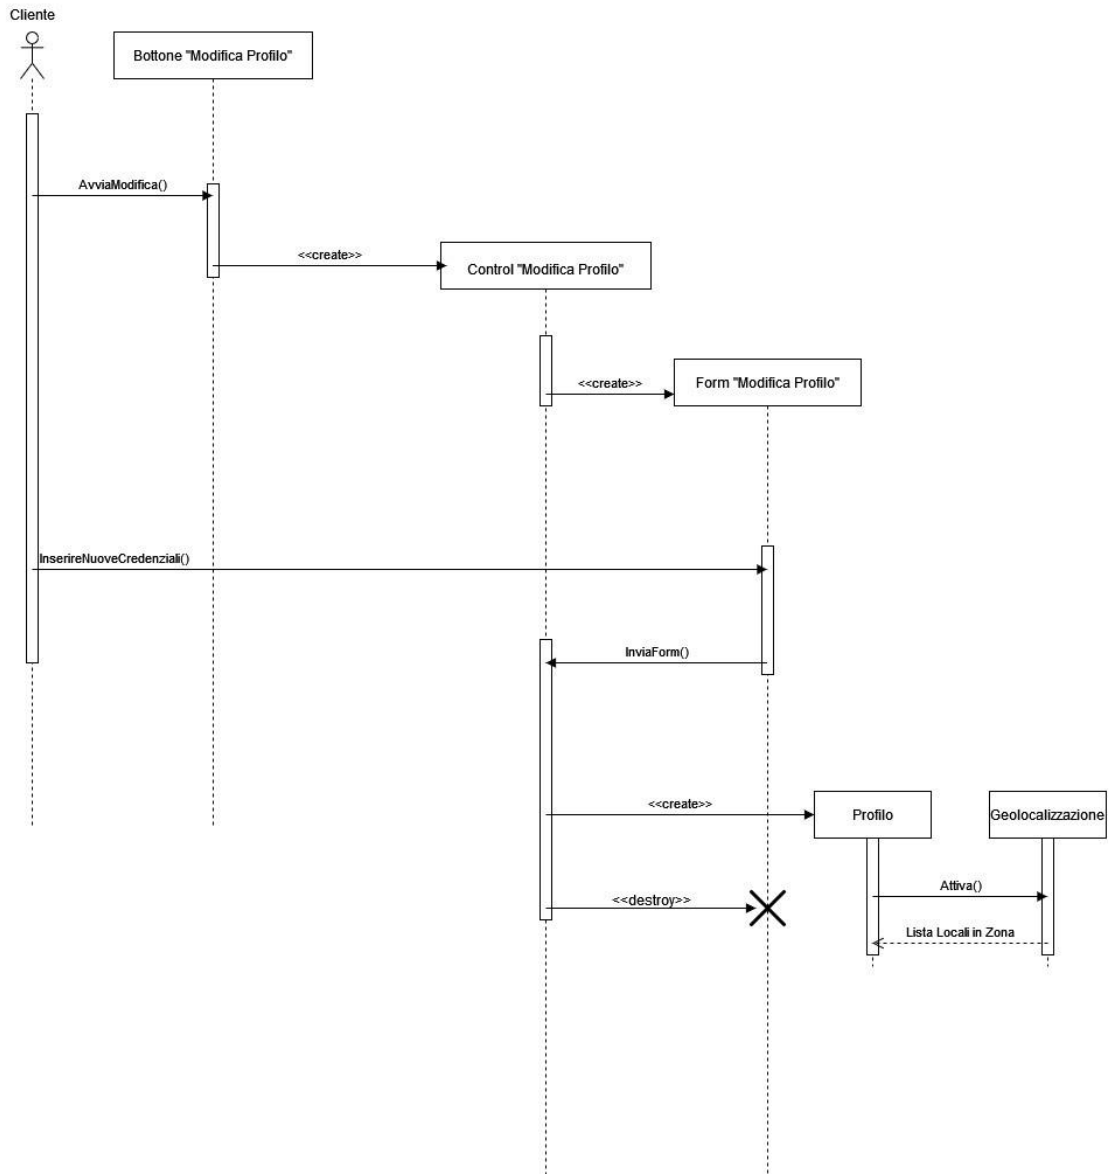 Cliente
Bottone "Modifica Profilo"
AvviaModifica()
<<create>>
Control "Modifica Profilo"
<<create>>
Form "Modifica Profilo"
InserireNuoveCredenziali()
InviaForm()
<<create>>
Profilo
Geolocalizzazione
Attiva()
<<destroy>>
Lista Locali in Zona